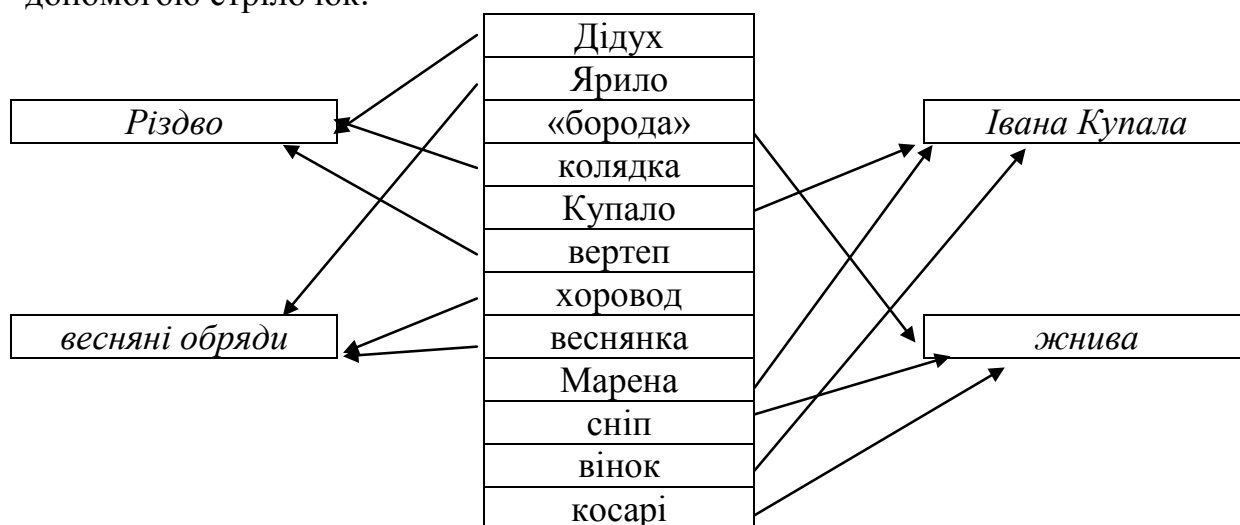 допомогою стрілочок:
Дідух
Ярило
Різдво
«борода»
Івана Купала
колядка
Купало
вертеп
хоровод
весняні обряди
веснянка
жнива
Марена
сніп
вінок
косарі